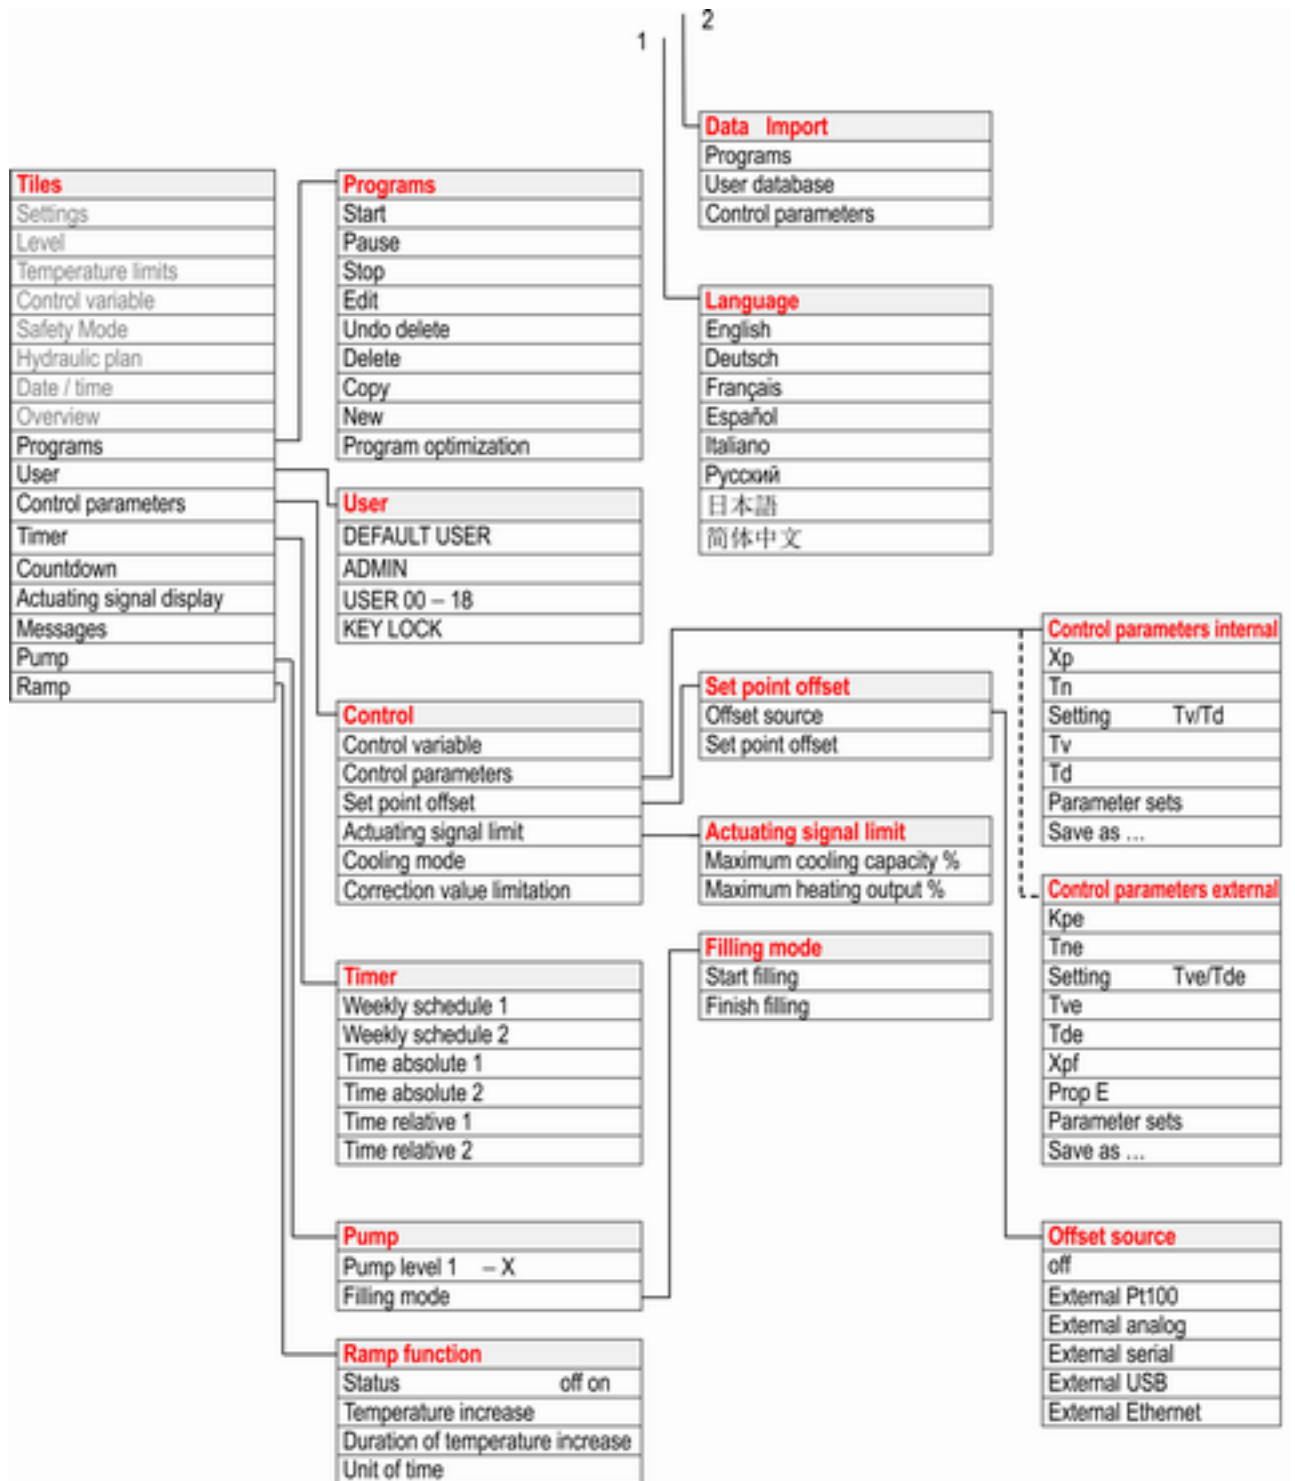 1
2
Tiles
Settings
Level
Temperature limits
Control variable
Safety Mode
Hydraulic plan
Date / time
Overview
Programs
User
Control parameters
Timer
Countdown
Actuating signal display
Messages
Pump
Ramp
Programs
Start
Pause
Stop
Edit
Undo delete
Delete
Copy
New
Program optimization
User
DEFAULT USER
ADMIN
USER 00 – 18
KEY LOCK
Control
Control variable
Control parameters
Set point offset
Actuating signal limit
Cooling mode
Correction value limitation
Timer
Weekly schedule 1
Weekly schedule 2
Time absolute 1
Time absolute 2
Time relative 1
Time relative 2
Pump
Pump level 1 – X
Filling mode
Ramp function
Status off on
Temperature increase
Duration of temperature increase
Unit of time
Data Import
Programs
User database
Control parameters
Language
English
Deutsch
Français
Español
Italiano
Русский
日本語
简体中文
Set point offset
Offset source
Set point offset
Actuating signal limit
Maximum cooling capacity %
Maximum heating output %
Filling mode
Start filling
Finish filling
Control parameters internal
Xp
Tn
Setting Tv/Td
Tv
Td
Parameter sets
Save as ...
Control parameters external
Kpe
Tne
Setting Tve/Tde
Tve
Tde
Xpf
Prop E
Parameter sets
Save as ...
Offset source
off
External Pt100
External analog
External serial
External USB
External Ethernet